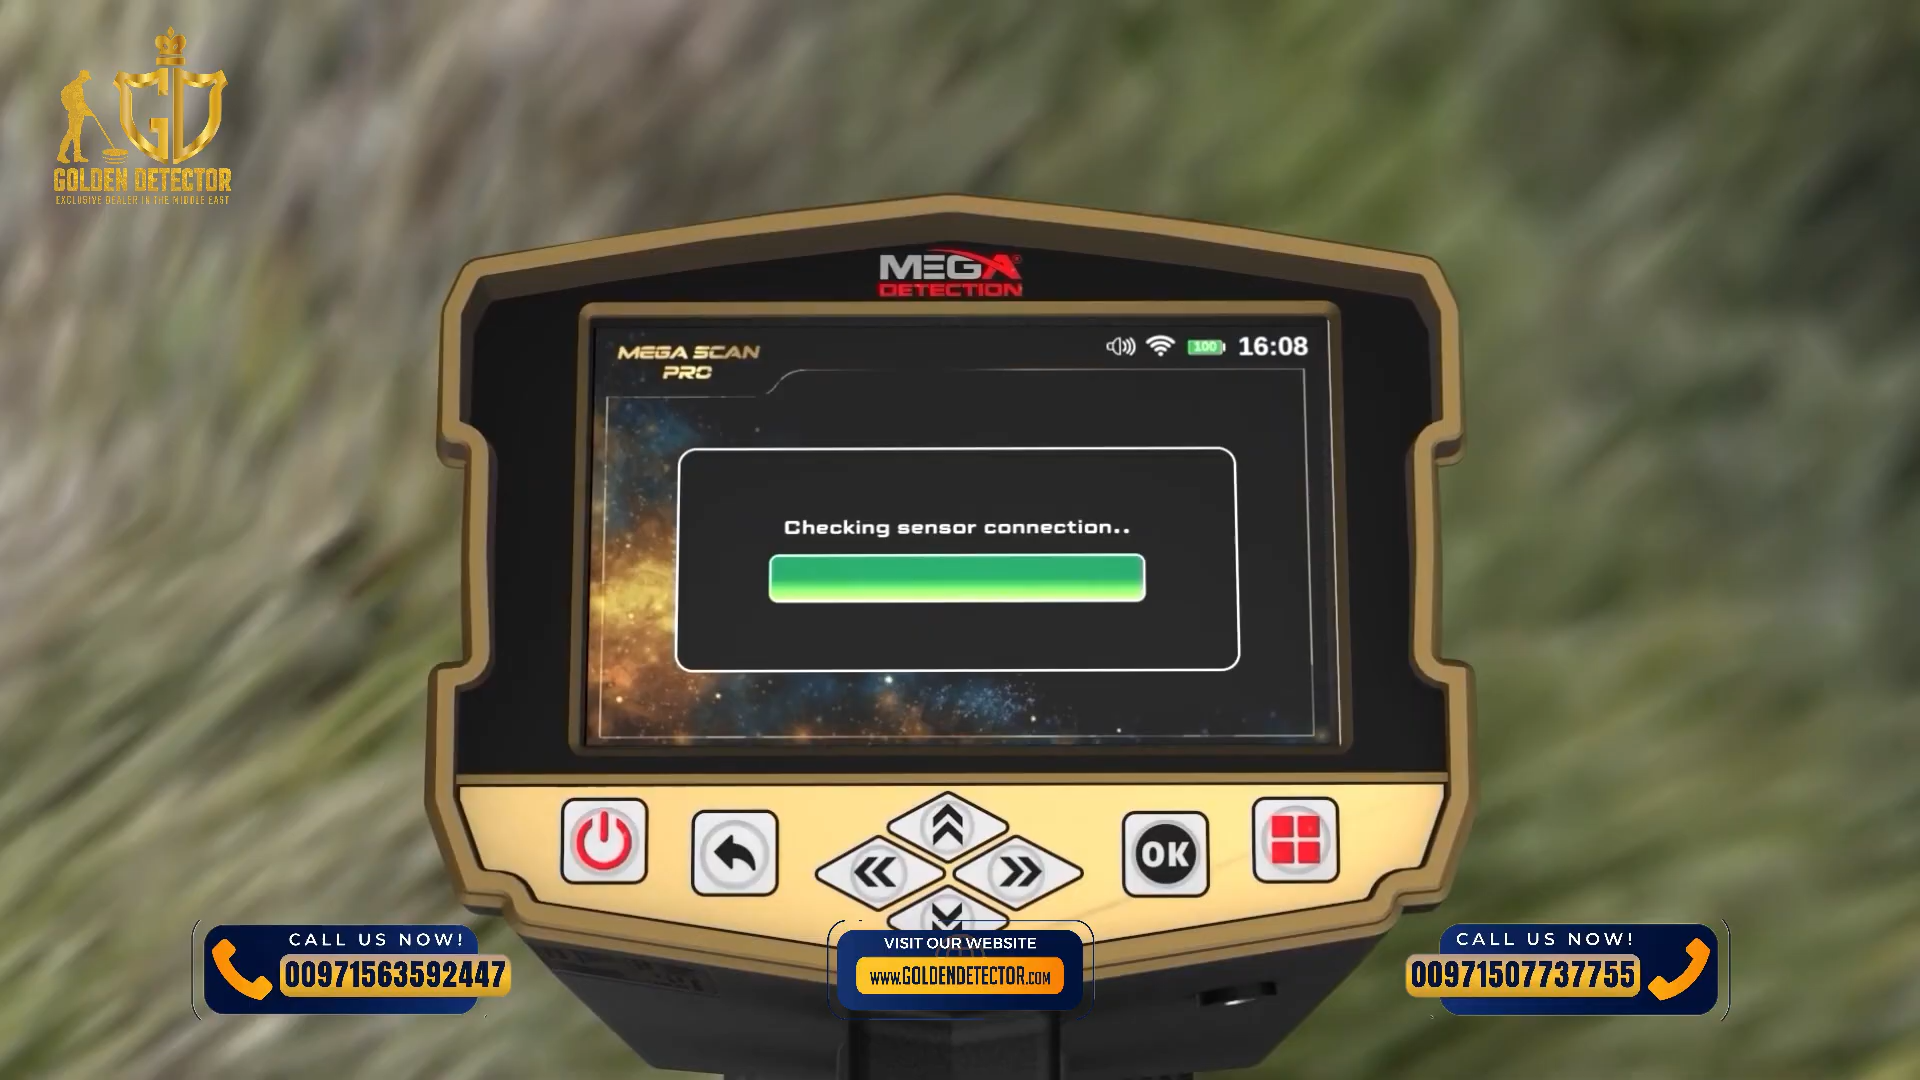 GOLDEN DETECTOR
EXCLUSIVE DEALER IN THE MIDDLE EAST
MEGA®
DETECTION
MEGA SCAN
PRO
100
16:08
Checking sensor connection..
OK
CALL US NOW!
00971563592447
VISIT OUR WEBSITE
www.GOLDENDETECTOR.com
CALL US NOW!
00971507737755